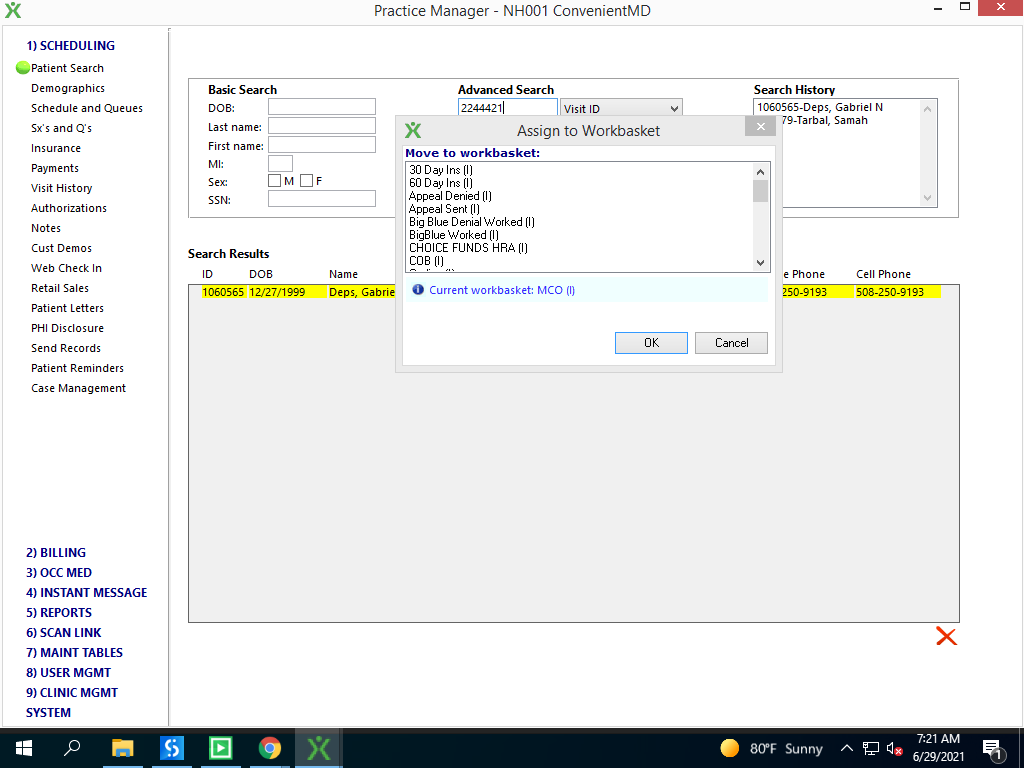 Practice Manager - NH001 ConvenientMD
1) SCHEDULING
Patient Search
Demographics
Schedule and Queues
Sx's and Q's
Insurance
Payments
Visit History
Authorizations
Notes
Cust Demos
Web Check In
Retail Sales
Patient Letters
PHI Disclosure
Send Records
Patient Reminders
Case Management
2) BILLING
3) OCC MED
4) INSTANT MESSAGE
5) REPORTS
6) SCAN LINK
7) MAINT TABLES
8) USER MGMT
9) CLINIC MGMT
SYSTEM
Basic Search
DOB:
Last name:
First name:
MI:
Sex: M F
SSN:
Advanced Search
2244421 Visit ID
Search History
1060565-Deps, Gabriel N
79-Tarbal, Samah
Assign to Workbasket
Move to workbasket:
30 Day Ins (I)
60 Day Ins (I)
Appeal Denied (I)
Appeal Sent (I)
Big Blue Denial Worked (I)
BigBlue Worked (I)
CHOICE FUNDS HRA (I)
COB (I)
Current workbasket: MCO (I)
OK Cancel
Search Results
ID DOB Name e Phone Cell Phone
1060565 12/27/1999 Deps, Gabrie 250-9193 508-250-9193
80°F Sunny
7:21 AM
6/29/2021
1